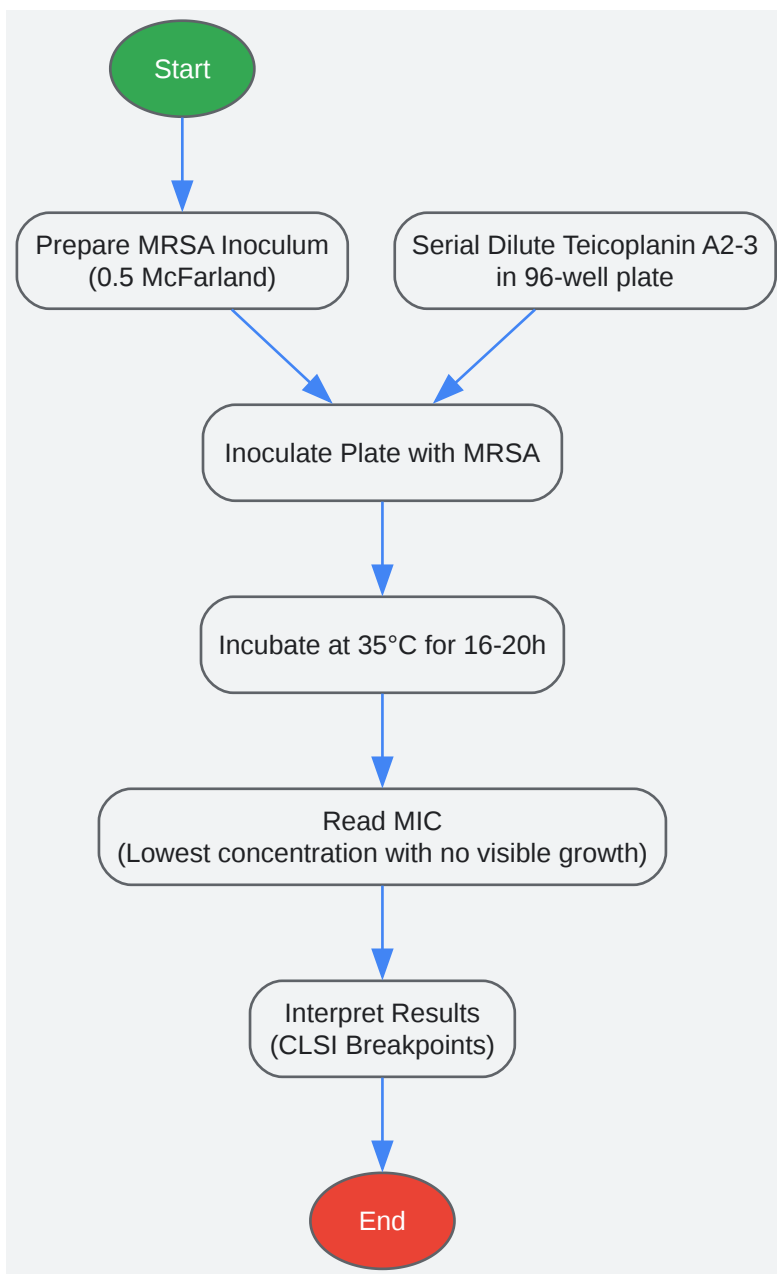 Start
Prepare MRSA Inoculum
(0.5 McFarland)
Serial Dilute Teicoplanin A2-3
in 96-well plate
Inoculate Plate with MRSA
Incubate at 35°C for 16-20h
Read MIC
(Lowest concentration with no visible growth)
Interpret Results
(CLSI Breakpoints)
End